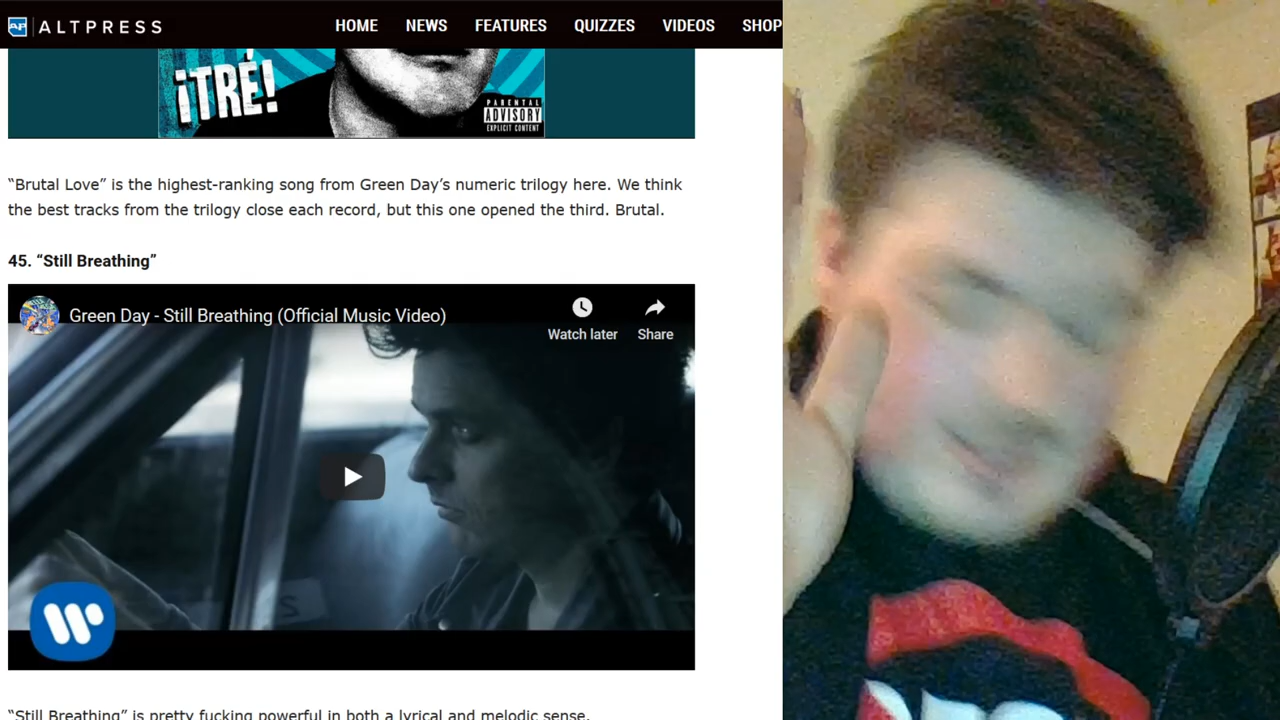 AP ALTPRESS HOME NEWS FEATURES QUIZZES VIDEOS SHOP
¡TRÉ!
PARENTAL
ADVISORY
EXPLICIT CONTENT
“Brutal Love” is the highest-ranking song from Green Day’s numeric trilogy here. We think
the best tracks from the trilogy close each record, but this one opened the third. Brutal.
45. “Still Breathing”
Green Day - Still Breathing (Official Music Video)
Watch later
Share
“Still Breathing” is pretty fucking powerful in both a lyrical and melodic sense.